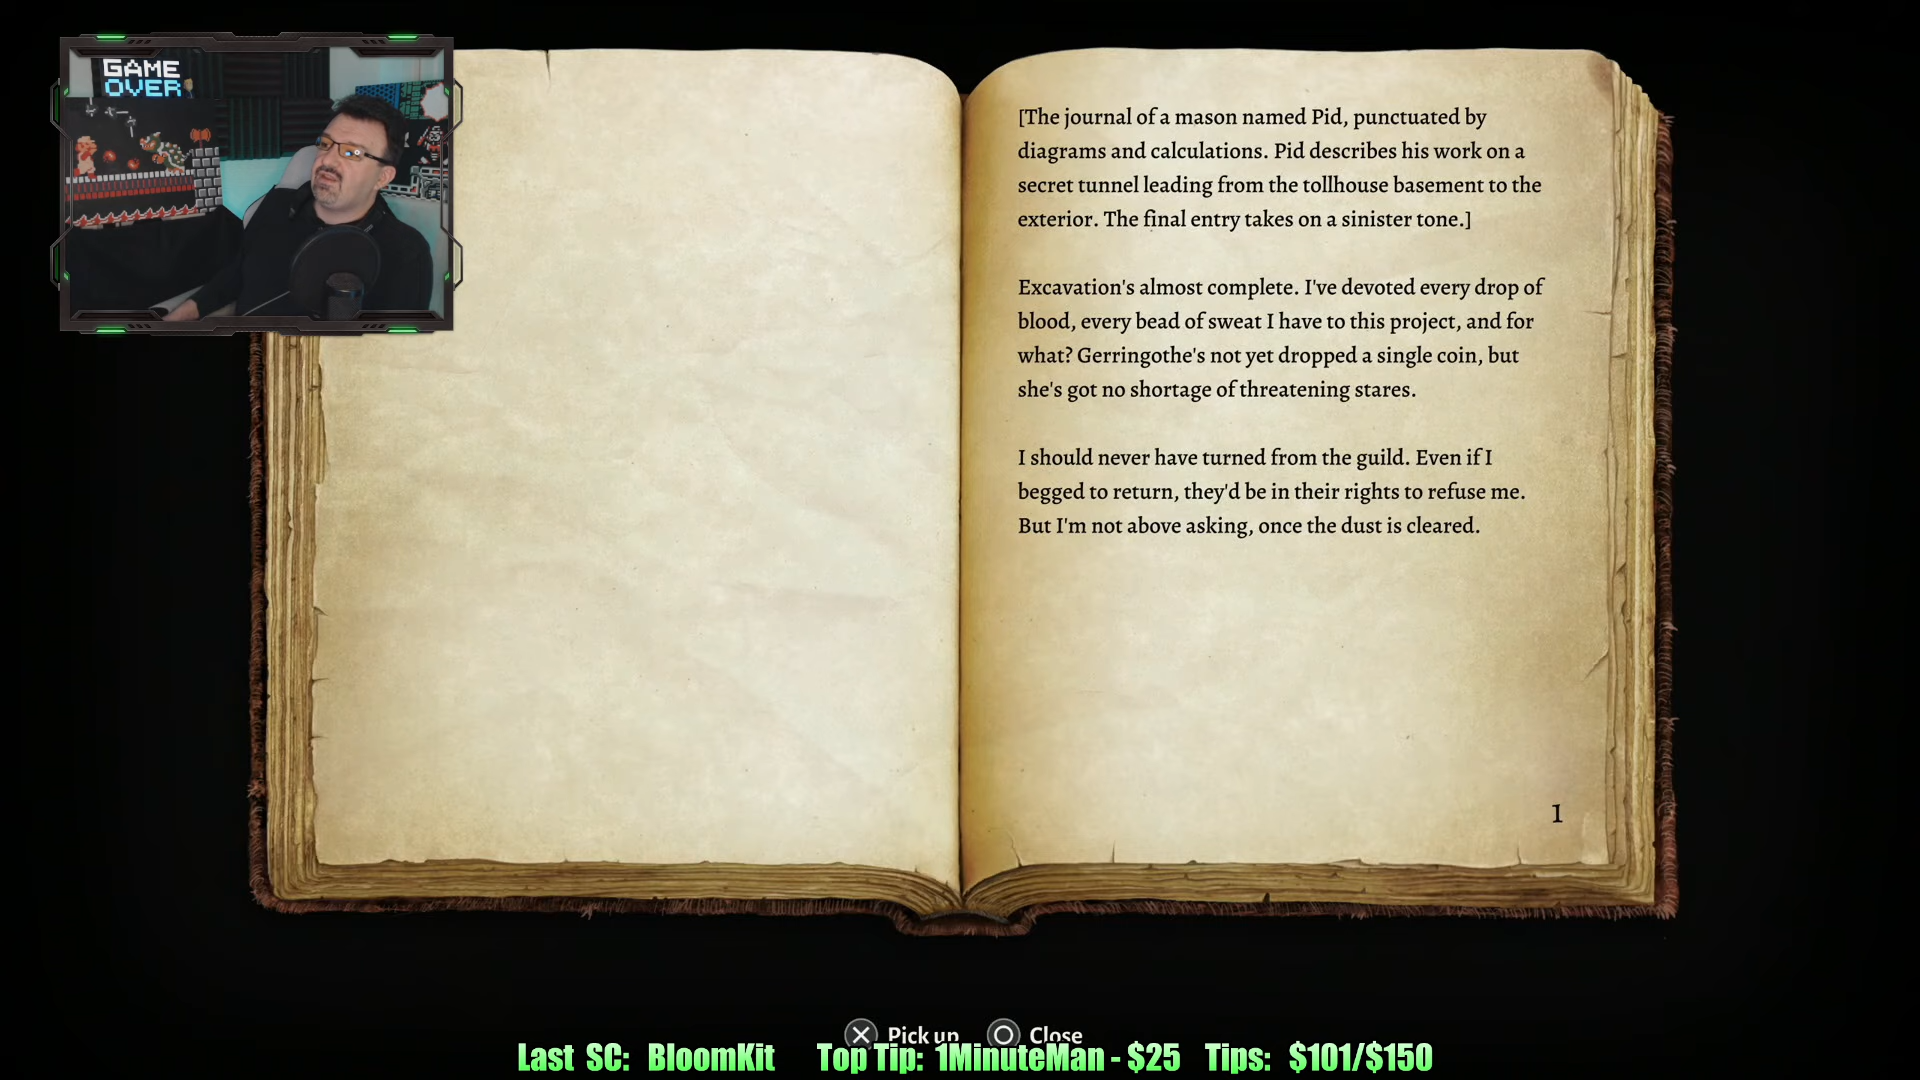 GAME
OVER
[The journal of a mason named Pid, punctuated by
diagrams and calculations. Pid describes his work on a
secret tunnel leading from the tollhouse basement to the
exterior. The final entry takes on a sinister tone.]
Excavation's almost complete. I've devoted every drop of
blood, every bead of sweat I have to this project, and for
what? Gerringothe's not yet dropped a single coin, but
she's got no shortage of threatening stares.
I should never have turned from the guild. Even if I
begged to return, they'd be in their rights to refuse me.
But I'm not above asking, once the dust is cleared.
1
Pick up Close
Last SC: BloomKit Top Tip: 1MinuteMan - $25 Tips: $101/$150